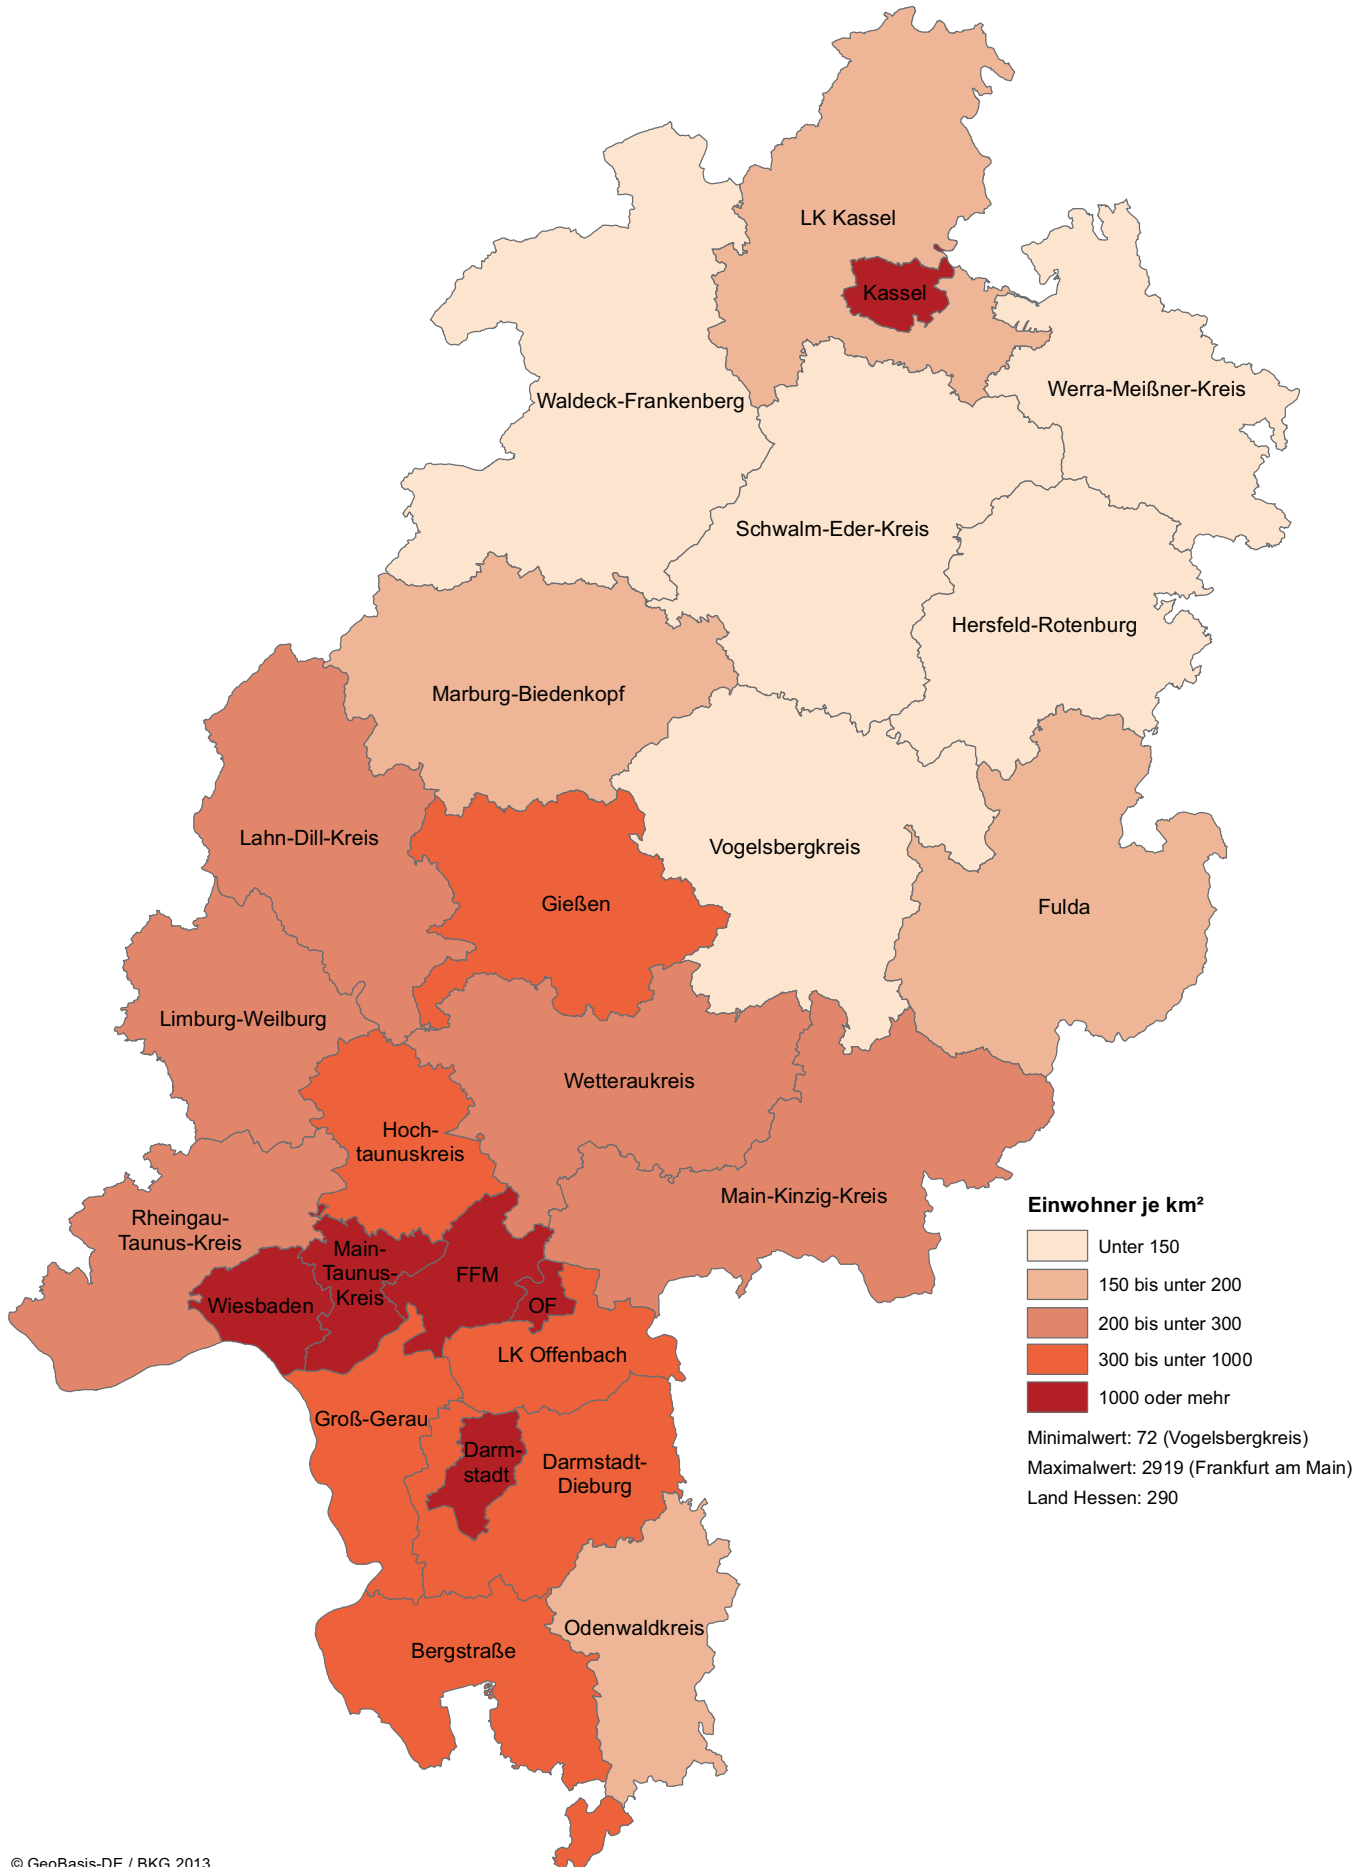 LK Kassel
Kassel
Waldeck-Frankenberg
Werra-Meißner-Kreis
Schwalm-Eder-Kreis
Hersfeld-Rotenburg
Marburg-Biedenkopf
Lahn-Dill-Kreis
Vogelsbergkreis
Gießen
Fulda
Limburg-Weilburg
Wetteraukreis
Hoch-
taunuskreis
Main-Kinzig-Kreis
Rheingau-
Taunus-Kreis
Main-
Taunus-
Kreis
FFM
Wiesbaden
OF
LK Offenbach
Groß-Gerau
Darm-
stadt
Darmstadt-
Dieburg
Odenwaldkreis
Bergstraße
Einwohner je km²
Unter 150
150 bis unter 200
200 bis unter 300
300 bis unter 1000
1000 oder mehr
Minimalwert: 72 (Vogelsbergkreis)
Maximalwert: 2919 (Frankfurt am Main)
Land Hessen: 290
© GeoBasis-DE / BKG 2013